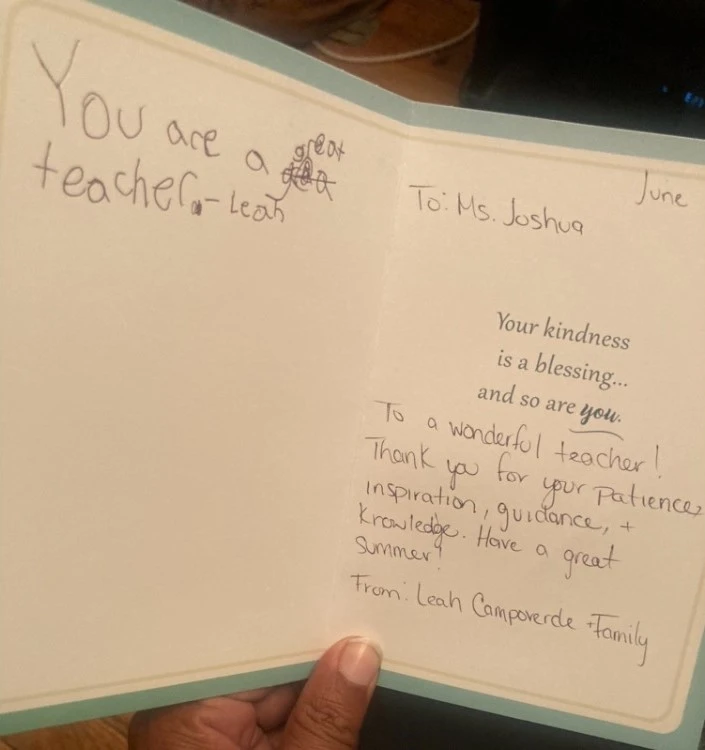 You are a great
teacher. - Leah
June
To: Ms. Joshua
Your kindness
is a blessing...
and so are you.
To a wonderful teacher!
Thank you for your patience,
inspiration, guidance, +
knowledge. Have a great
summer!
From: Leah Campoverde + Family